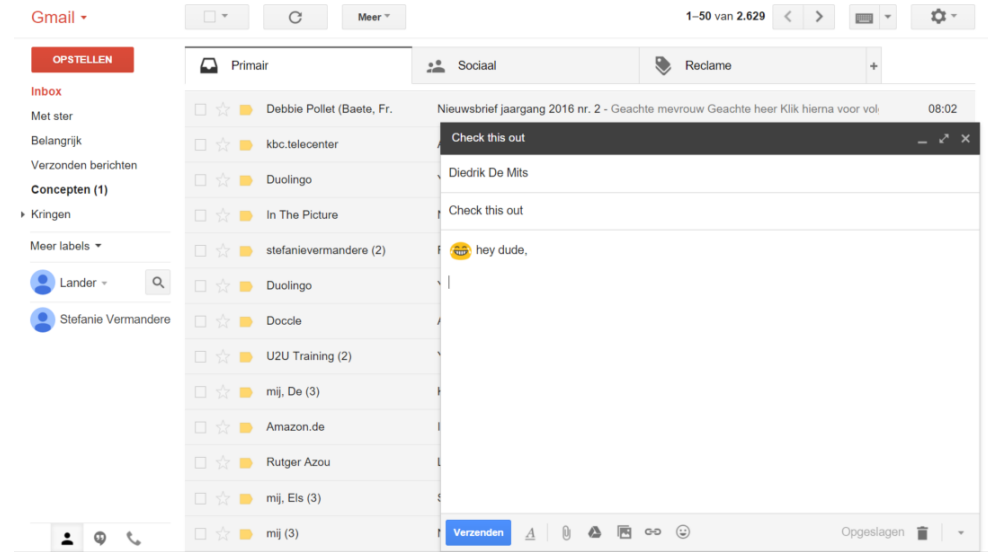 Gmail
Meer
1–50 van 2.629
OPSTELLEN
Inbox
Met ster
Belangrijk
Verzonden berichten
Concepten (1)
Kringen
Meer labels
Lander
Stefanie Vermandere
Primair
Sociaal
Reclame
+
Debbie Pollet (Baete, Fr. Nieuwsbrief jaargang 2016 nr. 2 - Geachte mevrouw Geachte heer Klik hierna voor 08:02
kbc.telecenter
Duolingo
In The Picture
stefanievermandere (2)
Duolingo
Doccle
U2U Training (2)
mij, De (3)
Amazon.de
Rutger Azou
mij, Els (3)
mij (3)
Check this out
Diedrik De Mits
Check this out
hey dude,
Verzenden
A
Opgeslagen